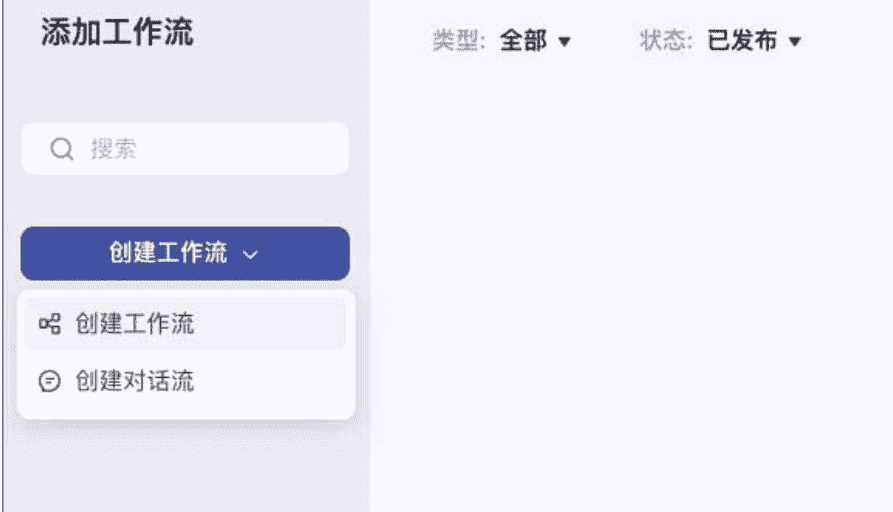 添加工作流
类型: 全部
状态: 已发布
搜索
创建工作流
创建工作流
创建对话流